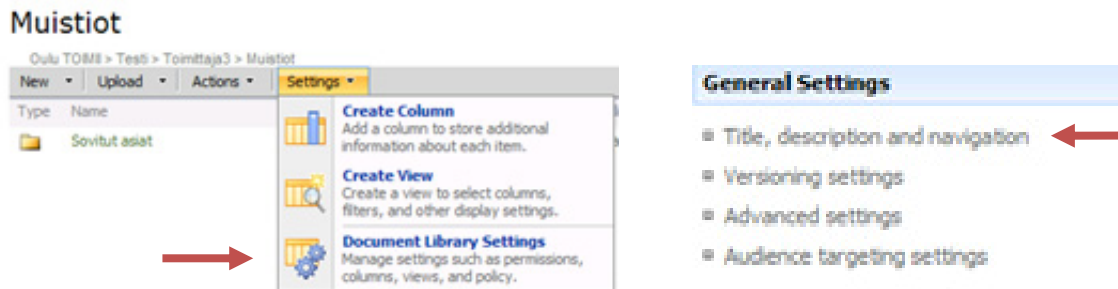 Muistiot
Oulu TOIMII > Testi > Toimittaja3 > Muistiot
New Upload Actions Settings
Type Name
Sovitut asiat
Create Column
Add a column to store additional
information about each item.
Create View
Create a view to select columns,
filters, and other display settings.
Document Library Settings
Manage settings such as permissions,
columns, views, and policy.
General Settings
Title, description and navigation
Versioning settings
Advanced settings
Audience targeting settings